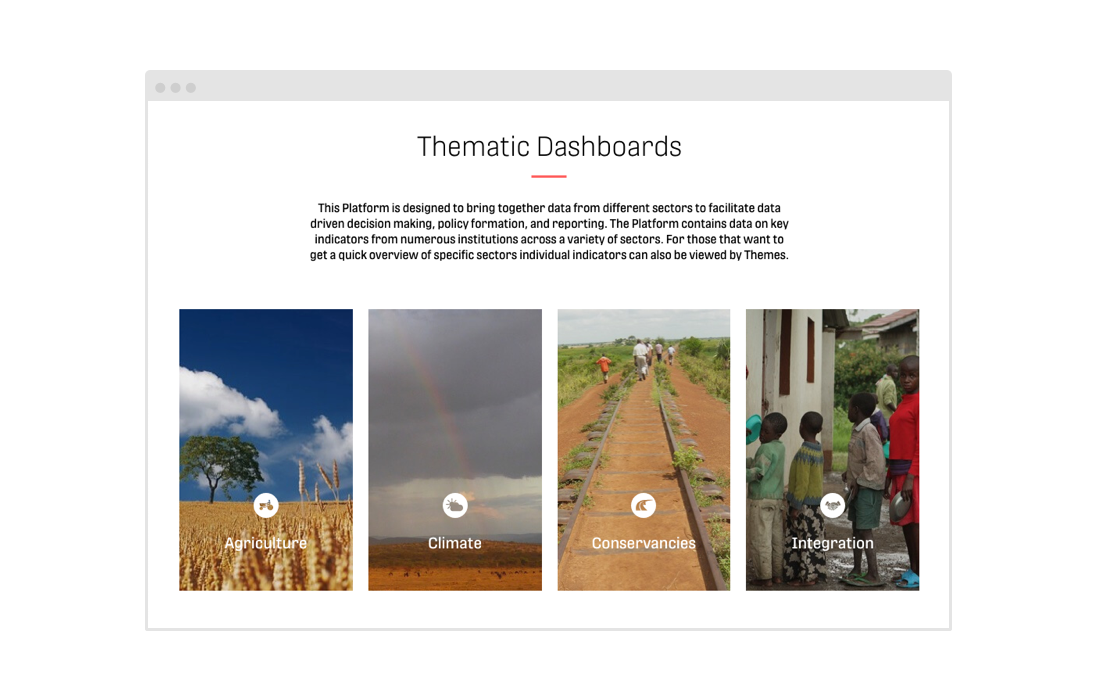 Thematic Dashboards
This Platform is designed to bring together data from different sectors to facilitate data
driven decision making, policy formation, and reporting. The Platform contains data on key
indicators from numerous institutions across a variety of sectors. For those that want to
get a quick overview of specific sectors individual indicators can also be viewed by Themes.
Agriculture
Climate
Conservancies
Integration